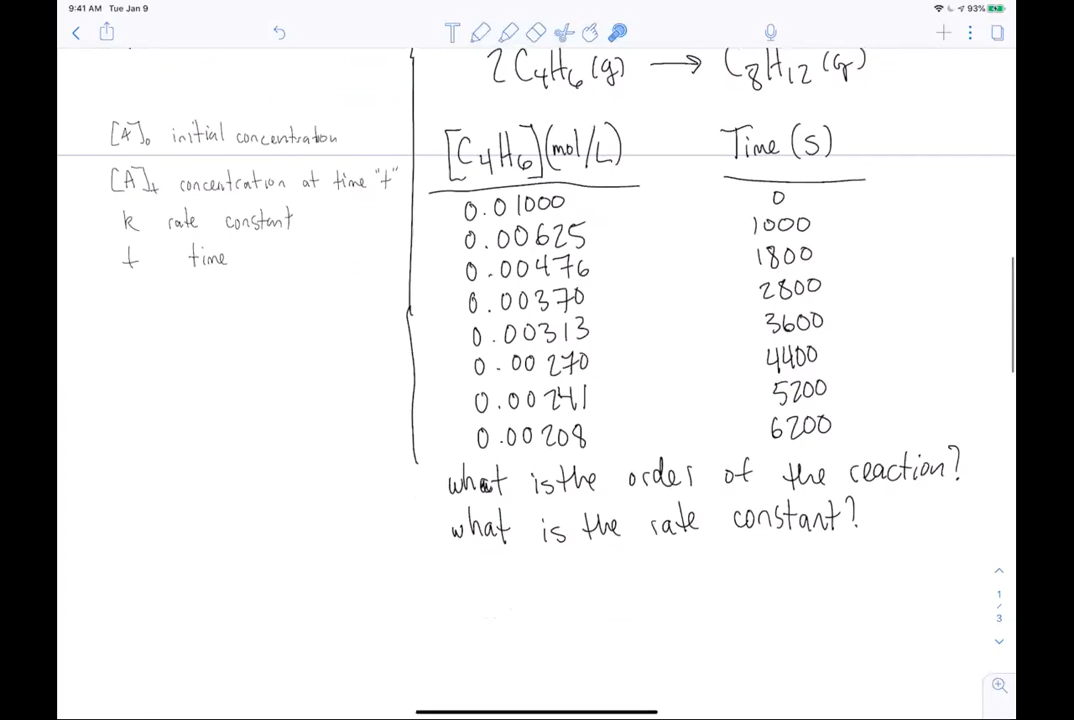 9:41 AM Tue Jan 9
93%
2C4H6 (g) → C8H12 (g)
[A]₀ initial concentration
[A]t concentration at time "t"
k rate constant
t time
[C4H6](mol/L) Time (s)
0.01000 0
0.00625 1000
0.00476 1800
0.00370 2800
0.00313 3600
0.00270 4400
0.00241 5200
0.00208 6200
what is the order of the reaction?
what is the rate constant?
1
/
3